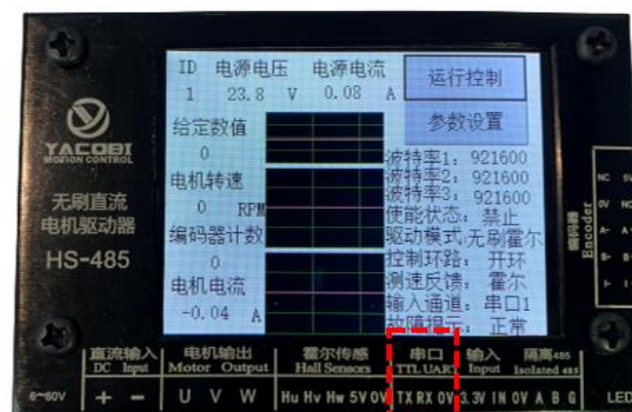 ID 电源电压 电源电流
1 23.8 V 0.08 A
运行控制
参数设置
给定数值
0
电机转速
0 RPM
编码器计数
0
电机电流
-0.04 A
波特率1: 921600
波特率2: 921600
波特率3: 921600
使能状态: 禁止
驱动模式:无刷霍尔
控制环路: 开环
测速反馈: 霍尔
输入通道: 串口1
故障提示: 正常
YACOBI
MOTION CONTROL
无刷直流
电机驱动器
HS-485
编码器
Encoder
NC 5V
0V NC
A- A+
B- B+
I- I+
直流输入 电机输出 霍尔传感 串口 输入 隔离485
DC Input Motor Output Hall Sensors TTL UART Input Isolated 485
6~60V + - U V W Hu Hv Hw 5V 0V TX RX 0V 3.3V IN 0V A B G LED